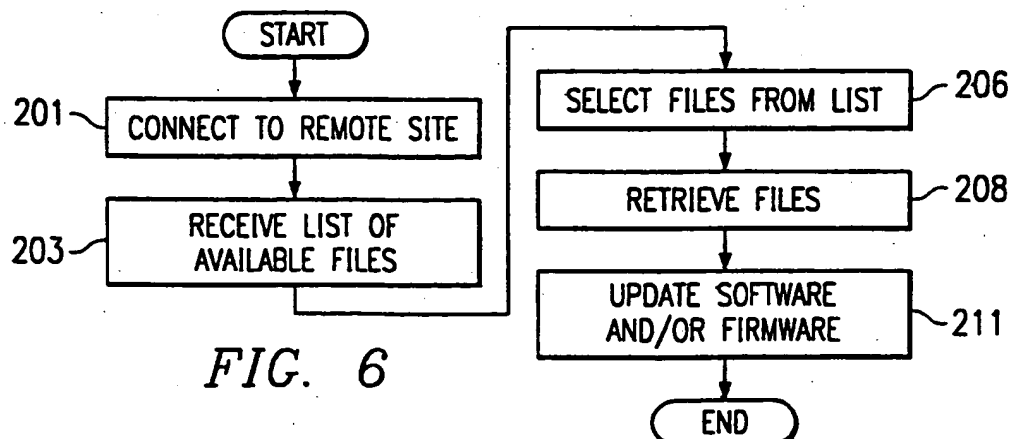 START
201
CONNECT TO REMOTE SITE
203
RECEIVE LIST OF
AVAILABLE FILES
SELECT FILES FROM LIST
206
RETRIEVE FILES
208
UPDATE SOFTWARE
AND/OR FIRMWARE
211
END
FIG. 6